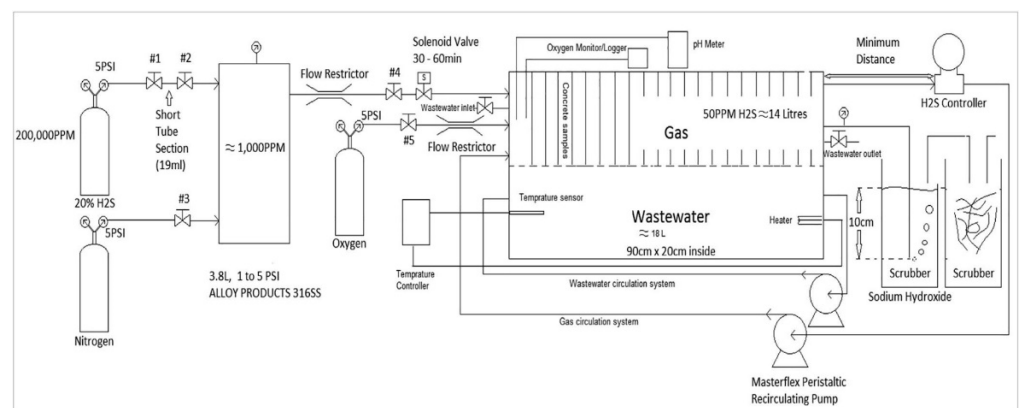 5PSI
#1
#2
Short
Tube
Section
(19ml)
200,000PPM
20% H2S
5PSI
#3
Nitrogen
≈ 1,000PPM
3.8L, 1 to 5 PSI
ALLOY PRODUCTS 316SS
Flow Restrictor
#4
Solenoid Valve
30 - 60min
S
Wastewater inlet
5PSI
#5
Flow Restrictor
Oxygen
Oxygen Monitor/Logger
pH Meter
Concrete samples
50PPM H2S ≈14 Litres
Gas
Minimum
Distance
H2S Controller
Wastewater outlet
Temprature sensor
Wastewater
≈ 18 L
90cm x 20cm inside
Heater
10cm
Scrubber
Scrubber
Sodium Hydroxide
Temprature
Controller
Wastewater circulation system
Gas circulation system
Masterflex Peristaltic
Recirculating Pump